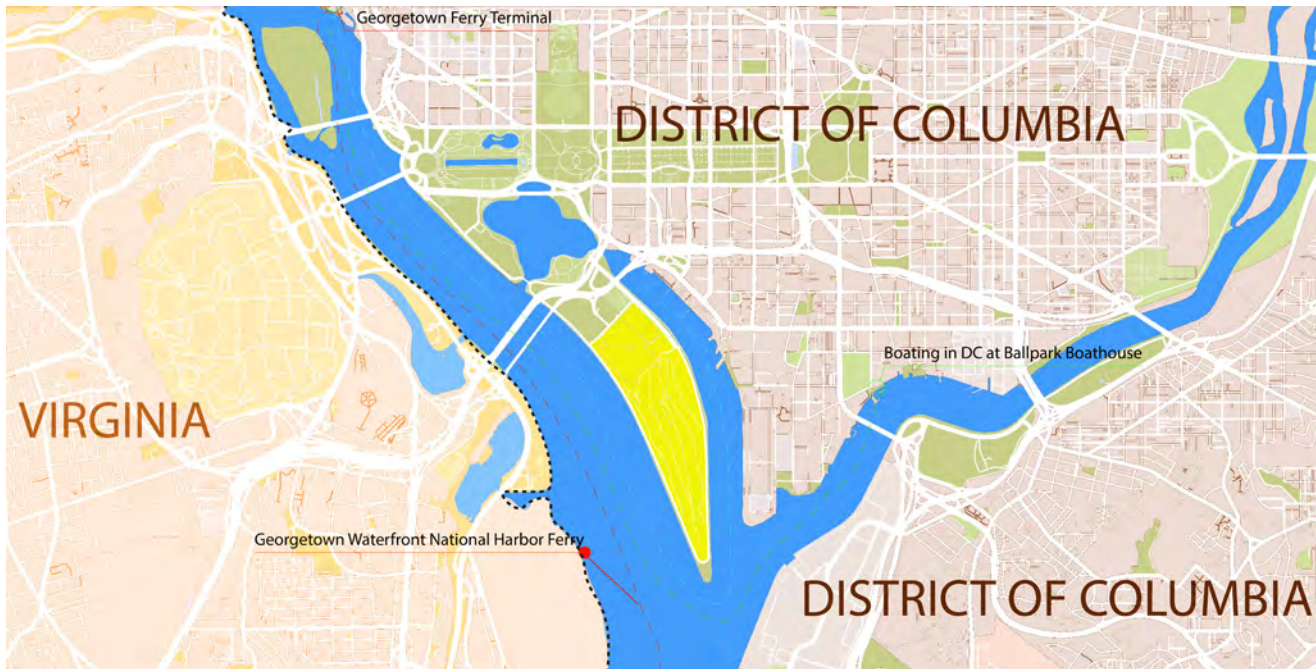 Georgetown Ferry Terminal
DISTRICT OF COLUMBIA
Boating in DC at Ballpark Boathouse
VIRGINIA
Georgetown Waterfront National Harbor Ferry
DISTRICT OF COLUMBIA